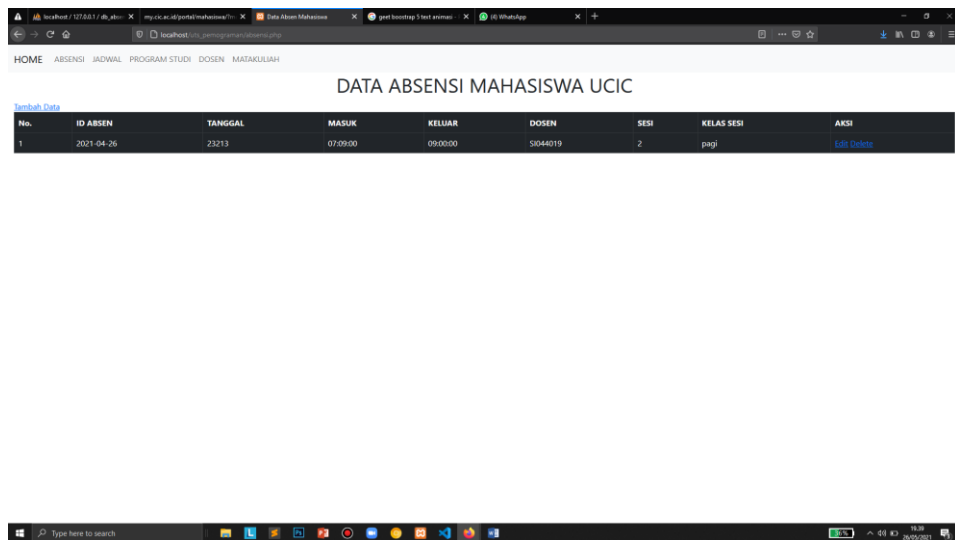 localhost / 127.0.0.1 / db_absen my.cic.ac.id/portal/mahasiswa/ Data Absen Mahasiswa geet boostrap 5 text animasi - (4) WhatsApp
localhost/uts_pemograman/absensi.php
HOME ABSENSI JADWAL PROGRAM STUDI DOSEN MATAKULIAH
DATA ABSENSI MAHASISWA UCIC
Tambah Data
No. ID ABSEN TANGGAL MASUK KELUAR DOSEN SESI KELAS SESI AKSI
1 2021-04-26 23213 07:09:00 09:00:00 SI044019 2 pagi Edit Delete
Type here to search
19.39
26/05/2021